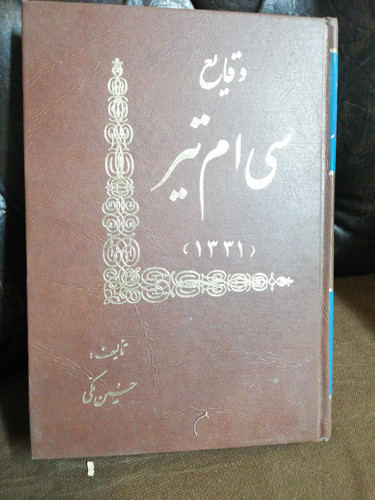 وقایع
سی ام تیر
(۱۳۳۱)
تألیف:
حسین مکی